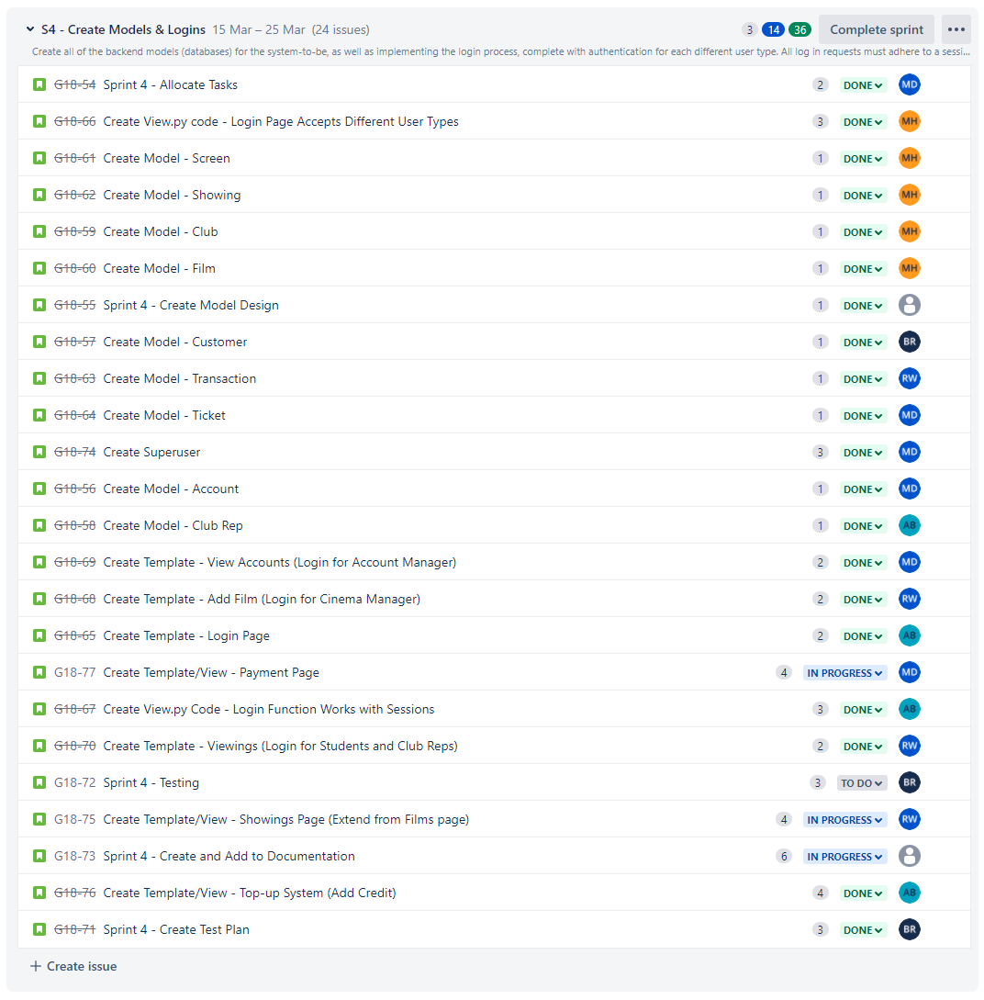 S4 - Create Models & Logins 15 Mar – 25 Mar (24 issues) 3 14 36 Complete sprint
Create all of the backend models (databases) for the system-to-be, as well as implementing the login process, complete with authentication for each different user type. All log in requests must adhere to a sessi...
G18-54 Sprint 4 - Allocate Tasks 2 DONE MD
G18-66 Create View.py code - Login Page Accepts Different User Types 3 DONE MH
G18-61 Create Model - Screen 1 DONE MH
G18-62 Create Model - Showing 1 DONE MH
G18-59 Create Model - Club 1 DONE MH
G18-60 Create Model - Film 1 DONE MH
G18-55 Sprint 4 - Create Model Design 1 DONE
G18-57 Create Model - Customer 1 DONE BR
G18-63 Create Model - Transaction 1 DONE RW
G18-64 Create Model - Ticket 1 DONE MD
G18-74 Create Superuser 3 DONE MD
G18-56 Create Model - Account 1 DONE MD
G18-58 Create Model - Club Rep 1 DONE AB
G18-69 Create Template - View Accounts (Login for Account Manager) 2 DONE MD
G18-68 Create Template - Add Film (Login for Cinema Manager) 2 DONE RW
G18-65 Create Template - Login Page 2 DONE AB
G18-77 Create Template/View - Payment Page 4 IN PROGRESS MD
G18-67 Create View.py Code - Login Function Works with Sessions 3 DONE AB
G18-70 Create Template - Viewings (Login for Students and Club Reps) 2 DONE RW
G18-72 Sprint 4 - Testing 3 TO DO BR
G18-75 Create Template/View - Showings Page (Extend from Films page) 4 IN PROGRESS RW
G18-73 Sprint 4 - Create and Add to Documentation 6 IN PROGRESS
G18-76 Create Template/View - Top-up System (Add Credit) 4 DONE AB
G18-71 Sprint 4 - Create Test Plan 3 DONE BR
+ Create issue